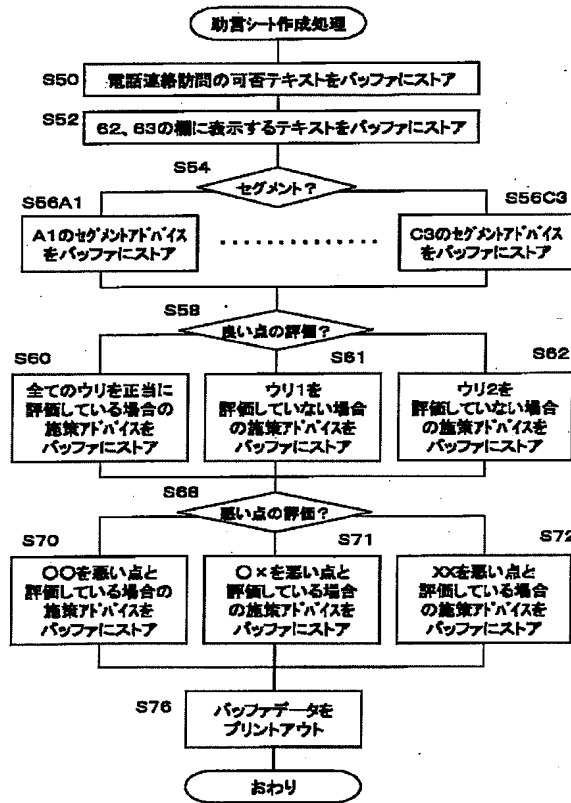 助言シート作成処理
S50
電話連絡訪問の可否テキストをバッファにストア
S52
62、63の欄に表示するテキストをバッファにストア
S54
セグメント?
S56A1
A1のセグメントアドバイス
をバッファにストア
S56C3
C3のセグメントアドバイス
をバッファにストア
S58
良い点の評価?
S60
全てのウリを正当に
評価している場合の
施策アドバイスを
バッファにストア
S61
ウリ1を
評価していない場合
の施策アドバイスを
バッファにストア
S62
ウリ2を
評価していない場合
の施策アドバイスを
バッファにストア
S68
悪い点の評価?
S70
〇〇を悪い点と
評価している場合の
施策アドバイスを
バッファにストア
S71
〇×を悪い点と
評価している場合
の施策アドバイスを
バッファにストア
S72
XXを悪い点と
評価している場合
の施策アドバイスを
バッファにストア
S76
バッファデータを
プリントアウト
おわり